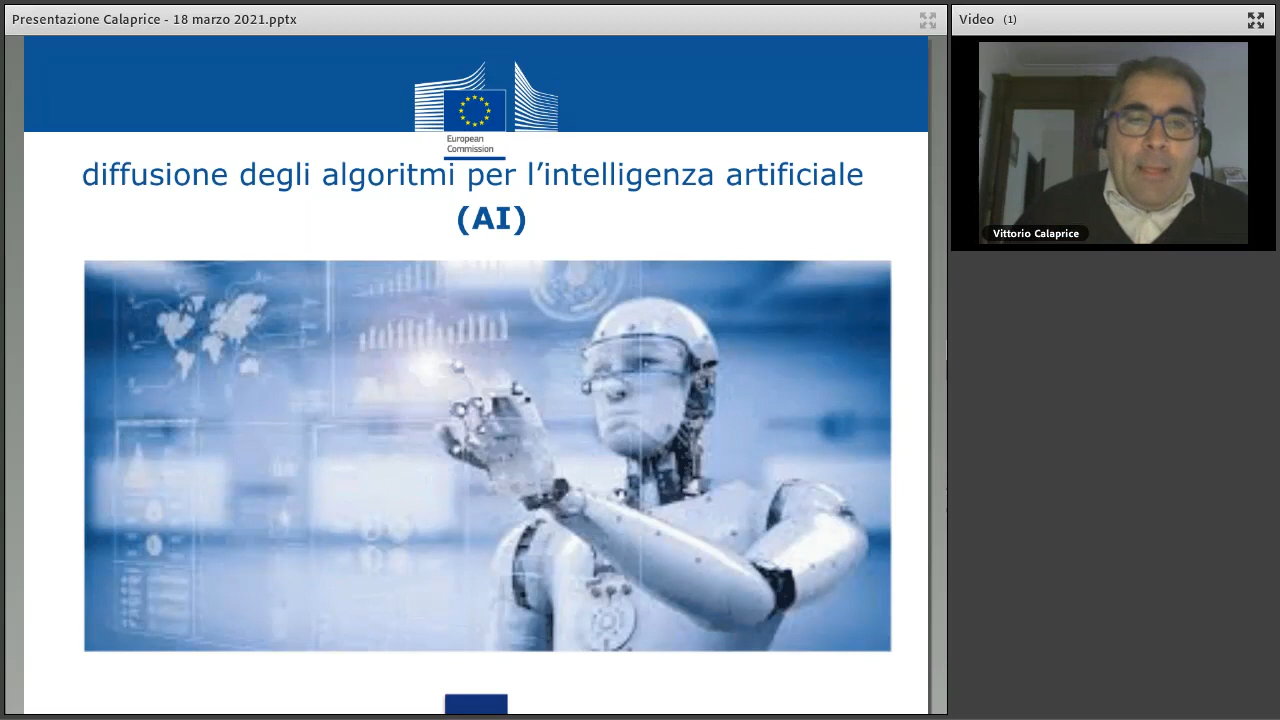 Presentazione Calaprice - 18 marzo 2021.pptx
Video (1)
European
Commission
diffusione degli algoritmi per l’intelligenza artificiale
(AI)
Vittorio Calaprice